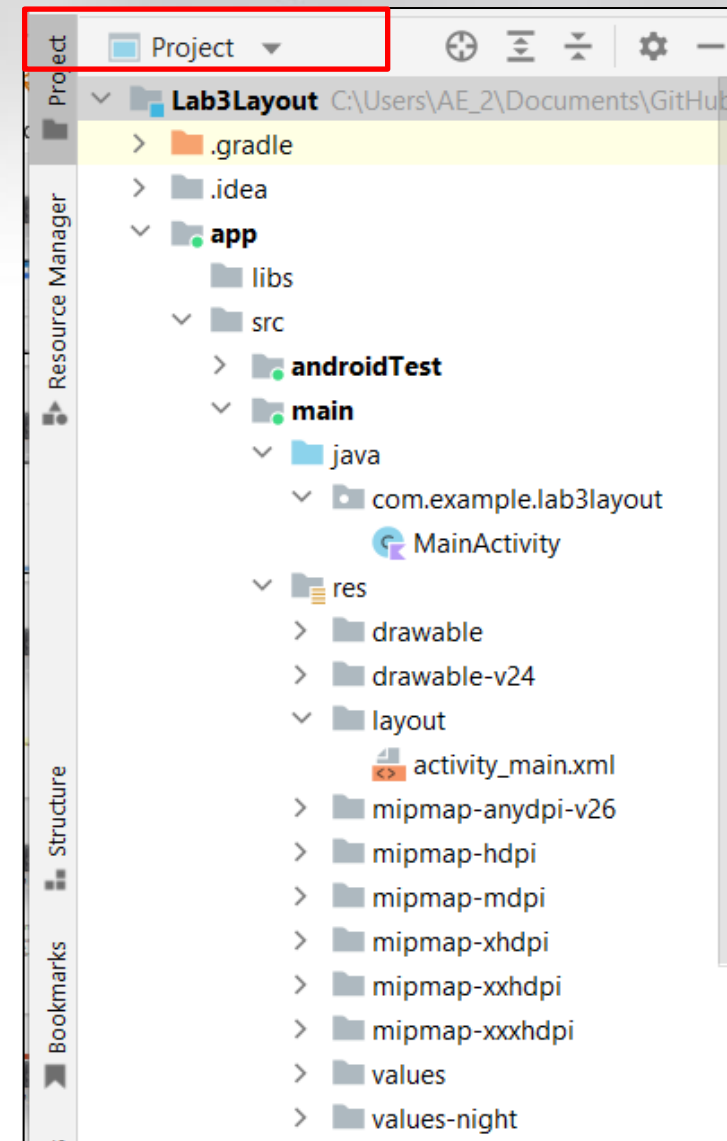 Project
Project
Lab3Layout C:\Users\AE_2\Documents\GitHub
.gradle
.idea
app
libs
src
androidTest
main
java
com.example.lab3layout
MainActivity
res
drawable
drawable-v24
layout
activity_main.xml
mipmap-anydpi-v26
mipmap-hdpi
mipmap-mdpi
mipmap-xhdpi
mipmap-xxhdpi
mipmap-xxxhdpi
values
values-night
Resource Manager
Structure
Bookmarks